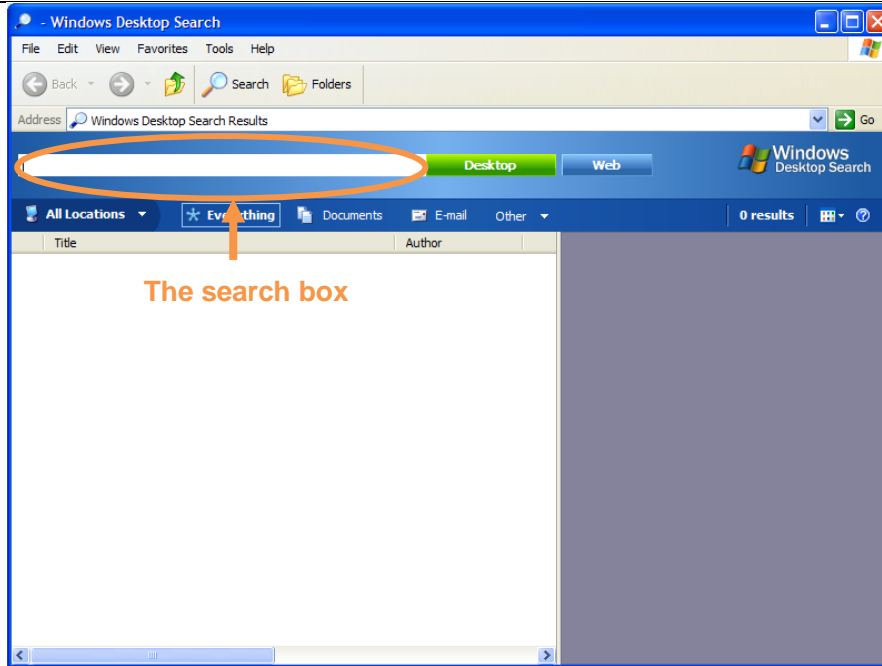 - Windows Desktop Search
File Edit View Favorites Tools Help
Back Search Folders
Address Windows Desktop Search Results Go
Desktop Web Windows
Desktop Search
All Locations Everything Documents E-mail Other 0 results
Title Author
The search box